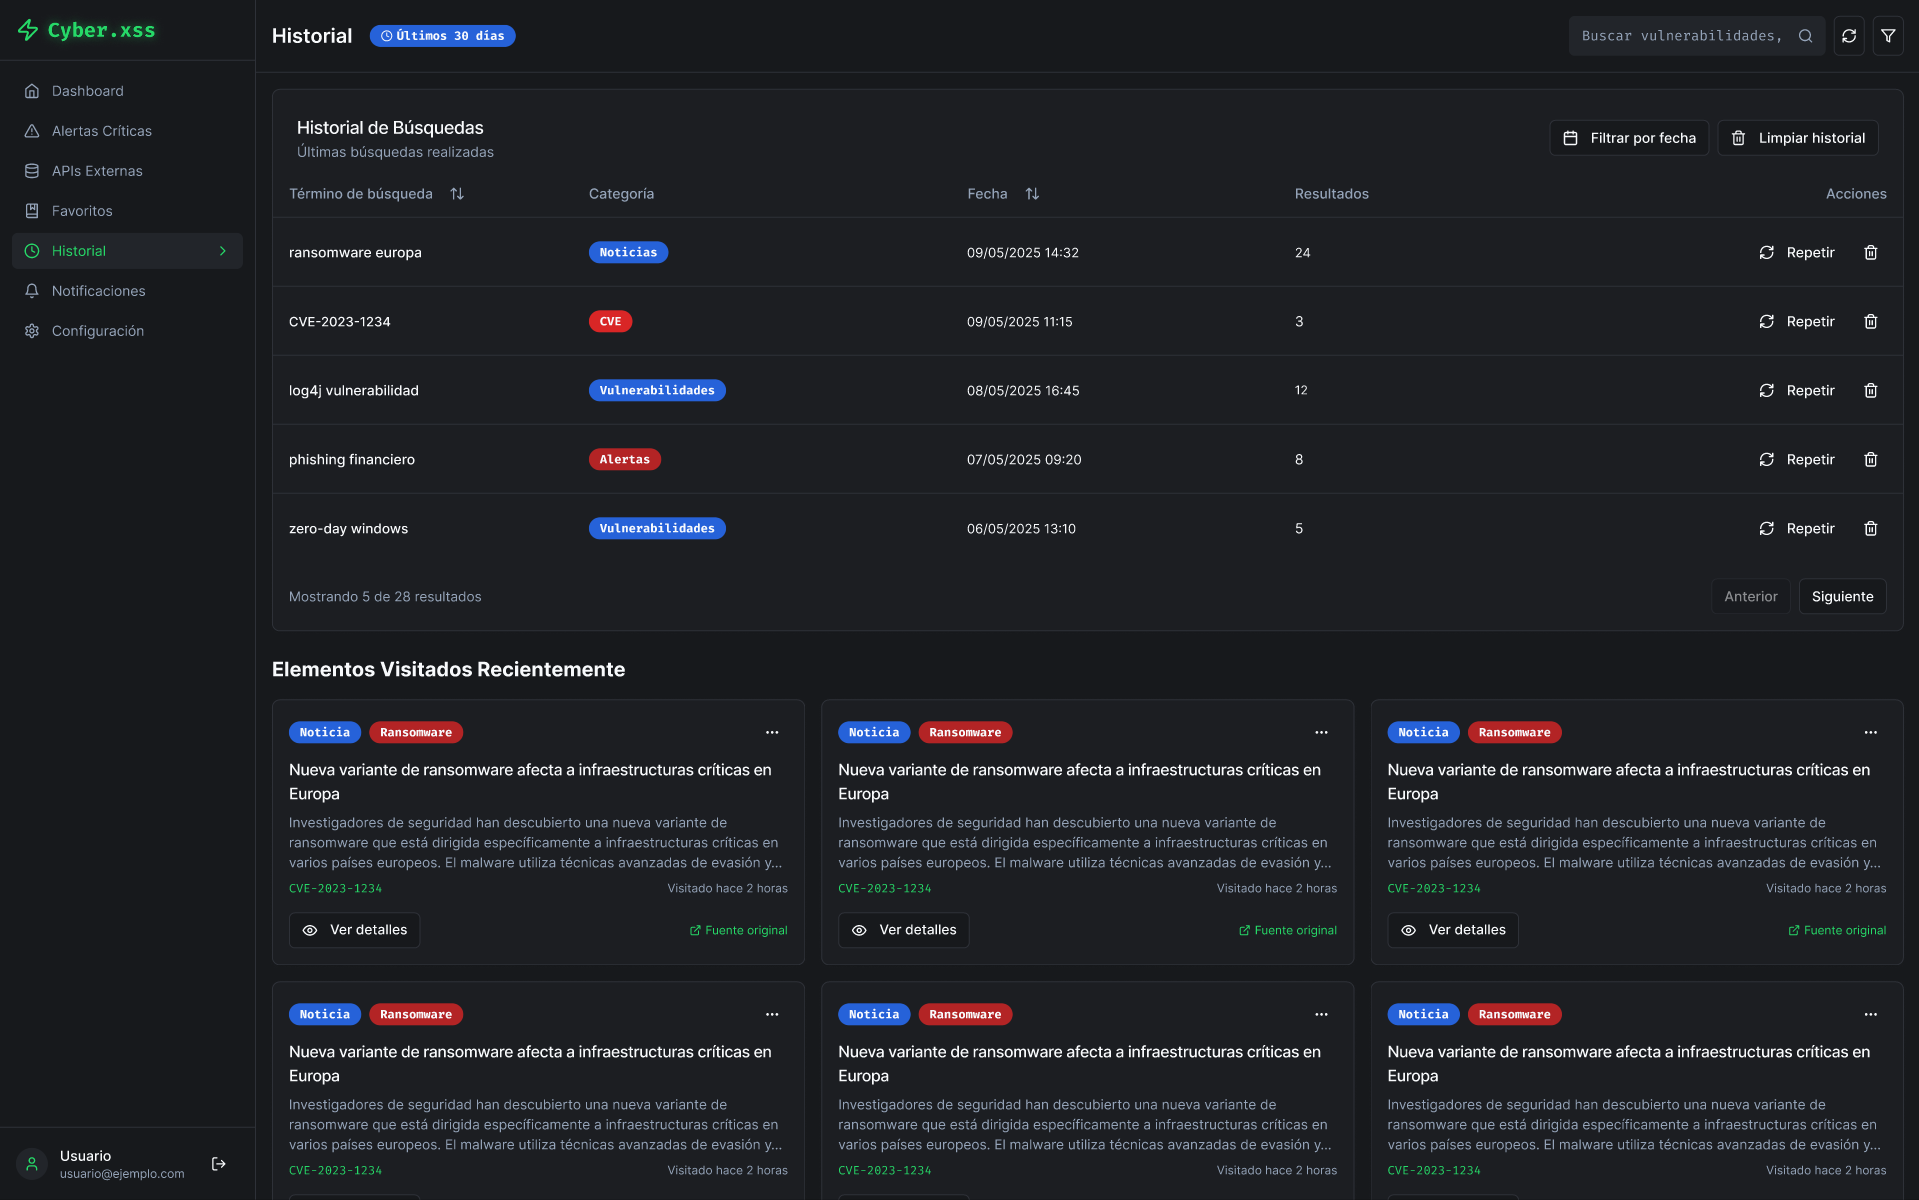 Cyber.xss
Dashboard
Alertas Críticas
APIs Externas
Favoritos
Historial
Notificaciones
Configuración
Usuario
usuario@ejemplo.com
Historial
Últimos 30 días
Buscar vulnerabilidades,
Historial de Búsquedas
Últimas búsquedas realizadas
Filtrar por fecha
Limpiar historial
Término de búsqueda Categoría Fecha Resultados Acciones
ransomware europa Noticias 09/05/2025 14:32 24 Repetir
CVE-2023-1234 CVE 09/05/2025 11:15 3 Repetir
log4j vulnerabilidad Vulnerabilidades 08/05/2025 16:45 12 Repetir
phishing financiero Alertas 07/05/2025 09:20 8 Repetir
zero-day windows Vulnerabilidades 06/05/2025 13:10 5 Repetir
Mostrando 5 de 28 resultados
Anterior
Siguiente
Elementos Visitados Recientemente
Noticia Ransomware
Nueva variante de ransomware afecta a infraestructuras críticas en
Europa
Investigadores de seguridad han descubierto una nueva variante de
ransomware que está dirigida específicamente a infraestructuras críticas en
varios países europeos. El malware utiliza técnicas avanzadas de evasión y...
CVE-2023-1234 Visitado hace 2 horas
Ver detalles Fuente original
Noticia Ransomware
Nueva variante de ransomware afecta a infraestructuras críticas en
Europa
Investigadores de seguridad han descubierto una nueva variante de
ransomware que está dirigida específicamente a infraestructuras críticas en
varios países europeos. El malware utiliza técnicas avanzadas de evasión y...
CVE-2023-1234 Visitado hace 2 horas
Ver detalles Fuente original
Noticia Ransomware
Nueva variante de ransomware afecta a infraestructuras críticas en
Europa
Investigadores de seguridad han descubierto una nueva variante de
ransomware que está dirigida específicamente a infraestructuras críticas en
varios países europeos. El malware utiliza técnicas avanzadas de evasión y...
CVE-2023-1234 Visitado hace 2 horas
Ver detalles Fuente original
Noticia Ransomware
Nueva variante de ransomware afecta a infraestructuras críticas en
Europa
Investigadores de seguridad han descubierto una nueva variante de
ransomware que está dirigida específicamente a infraestructuras críticas en
varios países europeos. El malware utiliza técnicas avanzadas de evasión y...
CVE-2023-1234 Visitado hace 2 horas
Noticia Ransomware
Nueva variante de ransomware afecta a infraestructuras críticas en
Europa
Investigadores de seguridad han descubierto una nueva variante de
ransomware que está dirigida específicamente a infraestructuras críticas en
varios países europeos. El malware utiliza técnicas avanzadas de evasión y...
CVE-2023-1234 Visitado hace 2 horas
Noticia Ransomware
Nueva variante de ransomware afecta a infraestructuras críticas en
Europa
Investigadores de seguridad han descubierto una nueva variante de
ransomware que está dirigida específicamente a infraestructuras críticas en
varios países europeos. El malware utiliza técnicas avanzadas de evasión y...
CVE-2023-1234 Visitado hace 2 horas